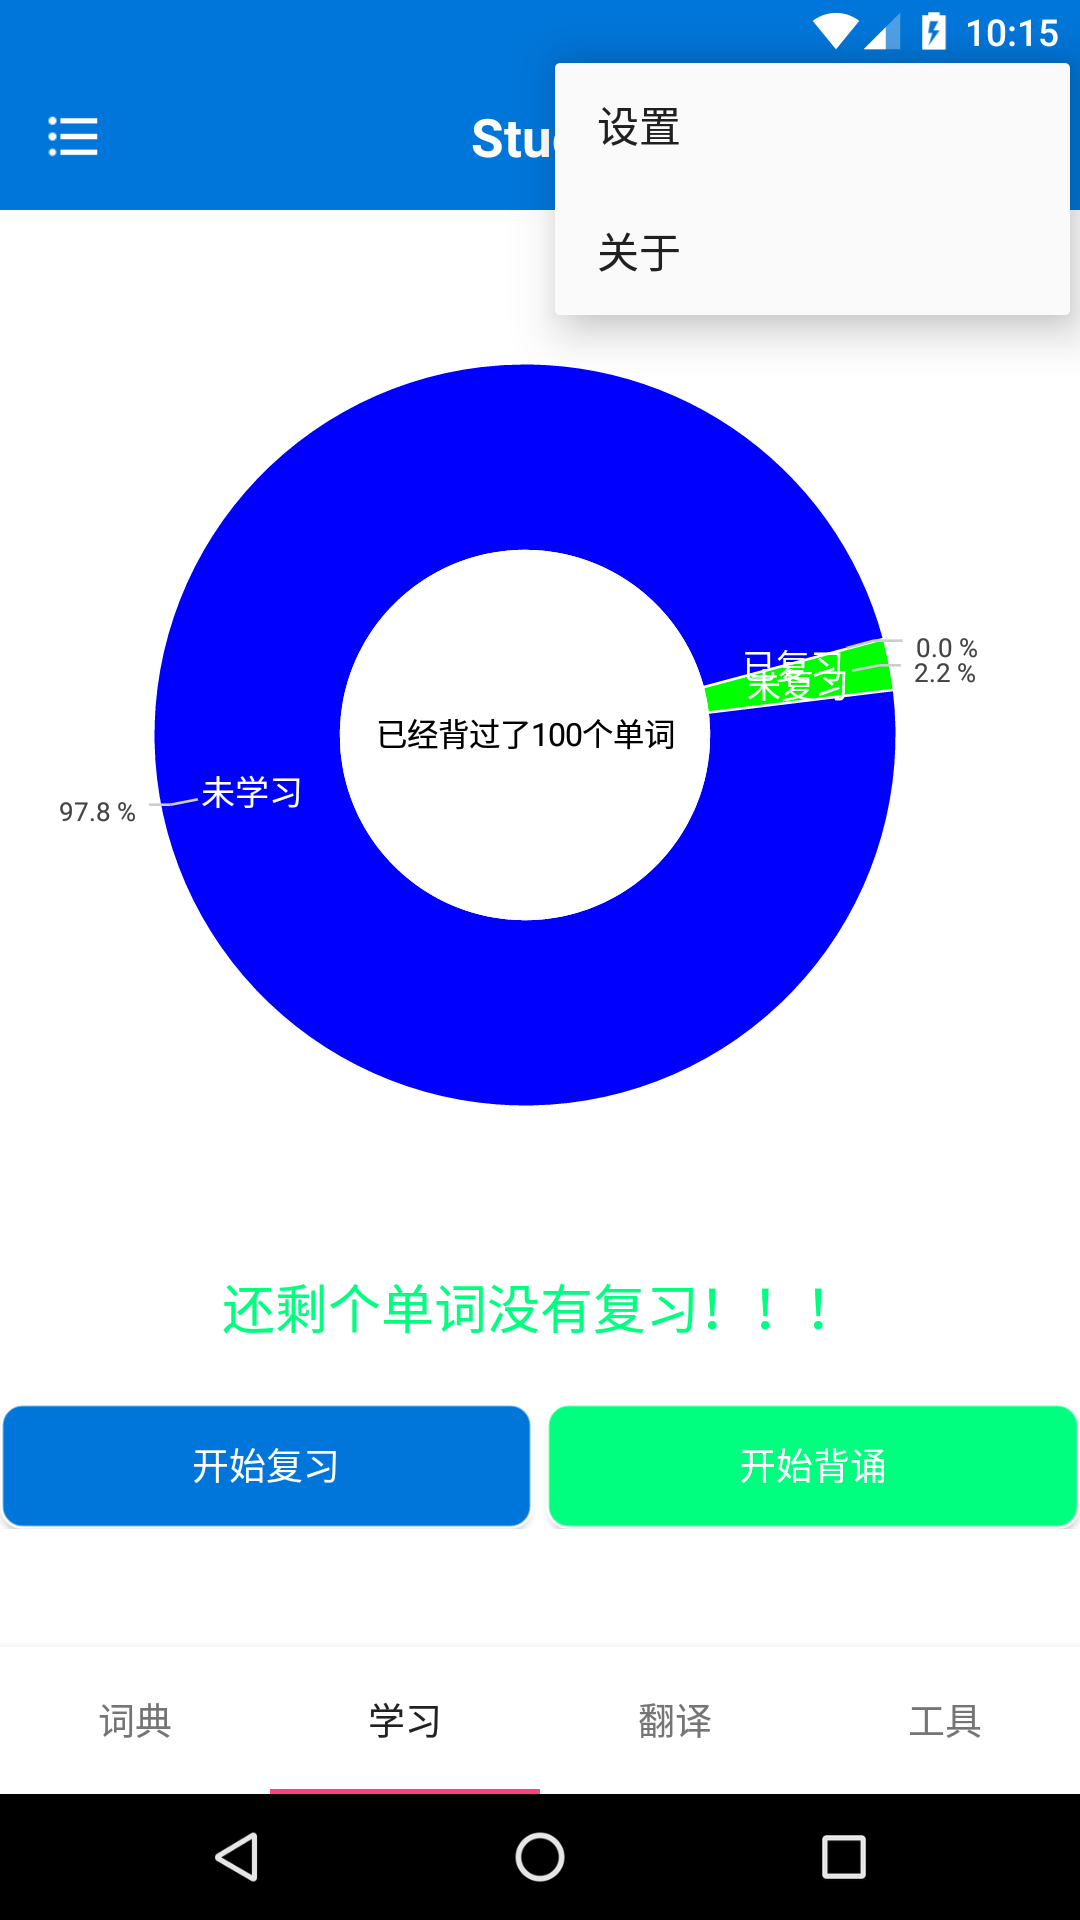 10:15
Stu
设置
关于
0.0 %
已复习
2.2 %
未复习
已经背过了100个单词
未学习
97.8 %
还剩个单词没有复习！！！
开始复习
开始背诵
词典
学习
翻译
工具